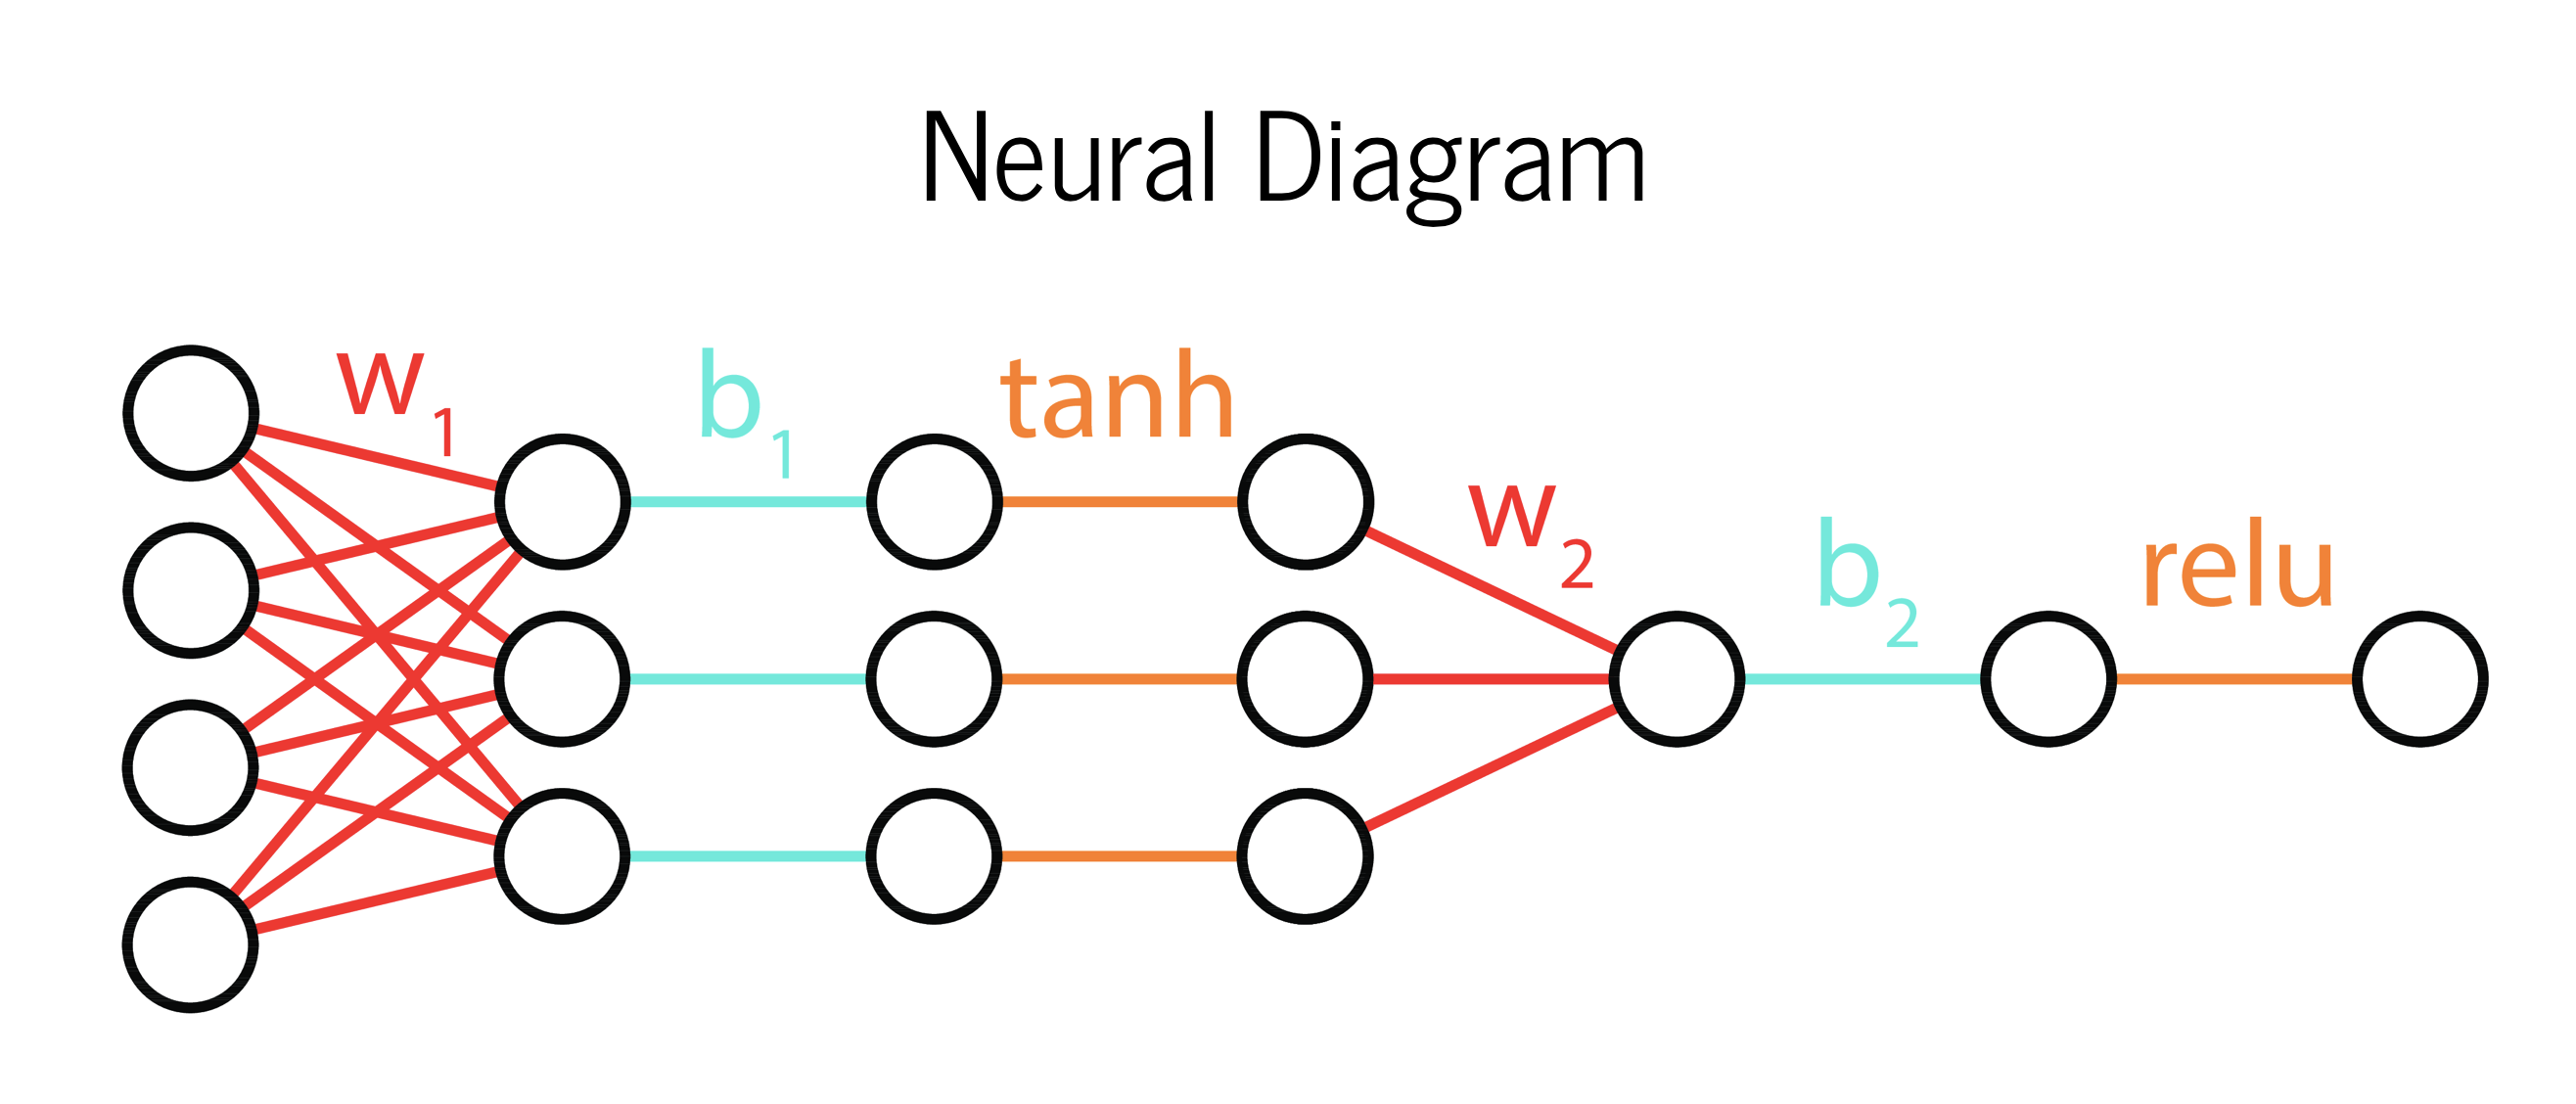 Neural Diagram
w1
b1
tanh
w2
b2
relu